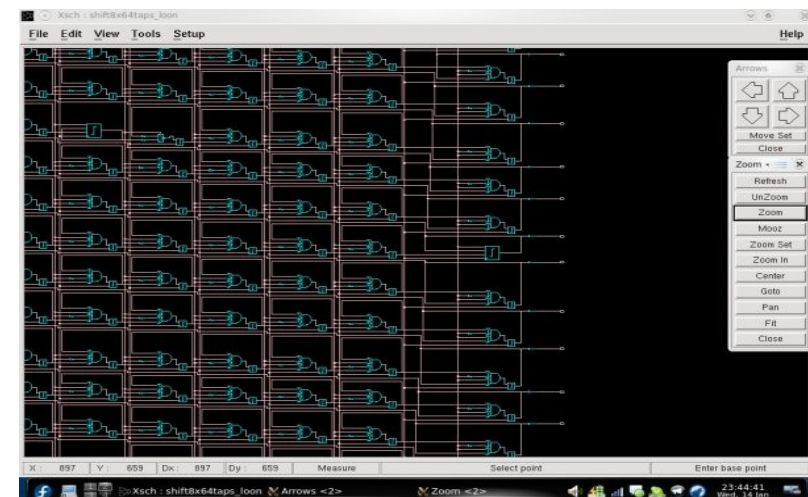 Xsch : shift8x64taps_loon
File Edit View Tools Setup Help
Arrows
Move Set
Close
Zoom
Refresh
UnZoom
Zoom
Mooz
Zoom Set
Zoom In
Center
Goto
Pan
Fit
Close
X : 897 Y : 659 Dx : 897 Dy : 659 Measure Select point Enter base point
Xsch : shift8x64taps_loon Arrows <2> Zoom <2> 23:44:41
Wed, 14 Jan